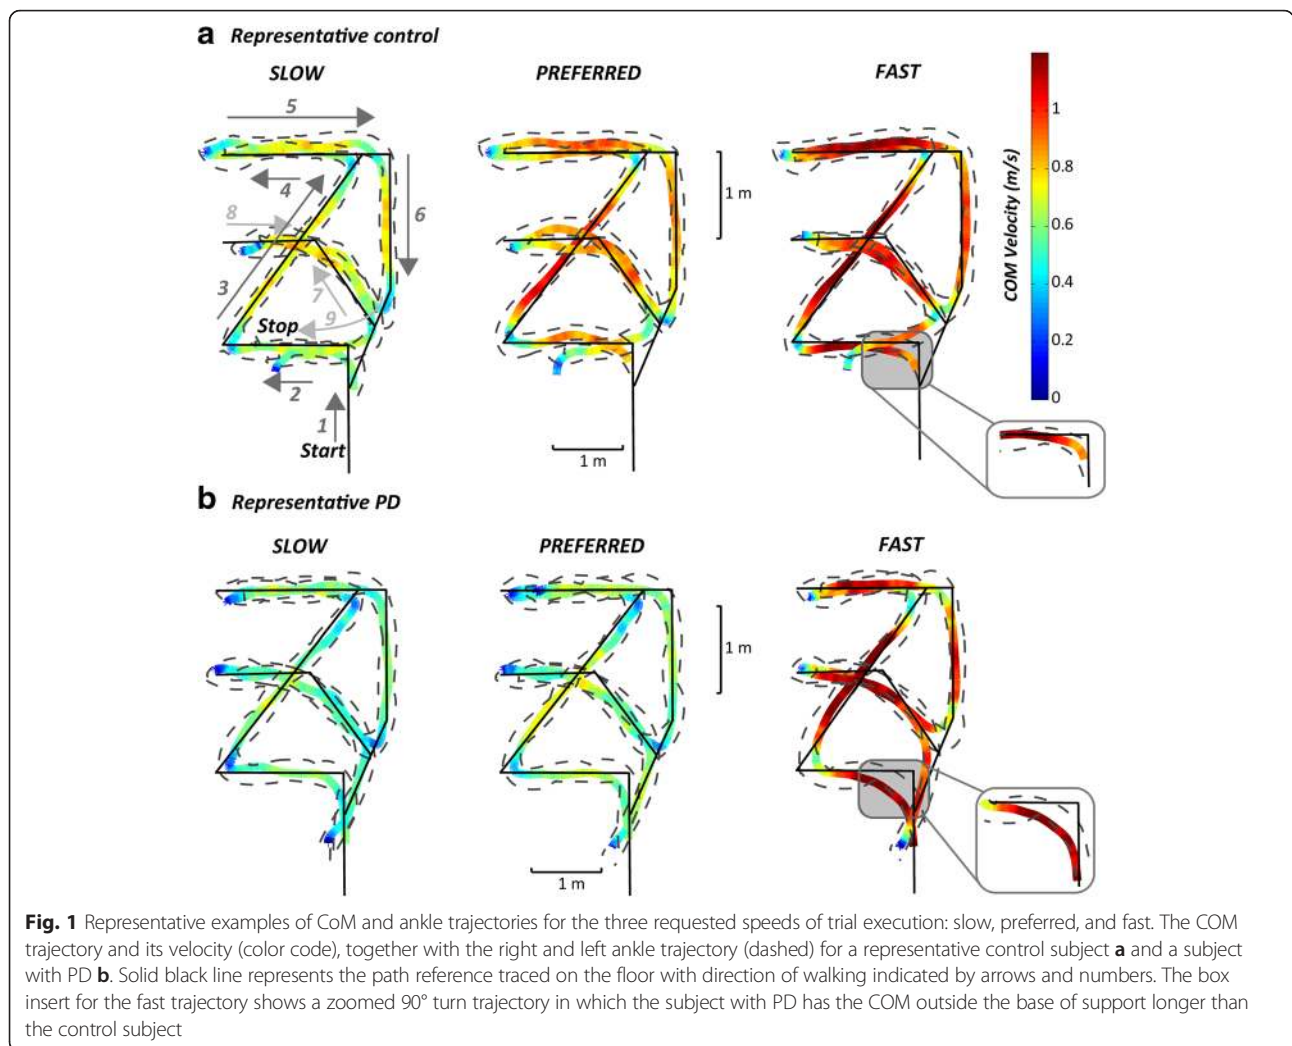 a Representative control
SLOW PREFERRED FAST
5
4
8
3
6
7
9
Stop
2
1
Start
1 m
1 m
1
0.8
0.6
0.4
0.2
0
COM Velocity (m/s)
b Representative PD
SLOW PREFERRED FAST
1 m
1 m
Fig. 1 Representative examples of CoM and ankle trajectories for the three requested speeds of trial execution: slow, preferred, and fast. The COM
trajectory and its velocity (color code), together with the right and left ankle trajectory (dashed) for a representative control subject a and a subject
with PD b. Solid black line represents the path reference traced on the floor with direction of walking indicated by arrows and numbers. The box
insert for the fast trajectory shows a zoomed 90° turn trajectory in which the subject with PD has the COM outside the base of support longer than
the control subject